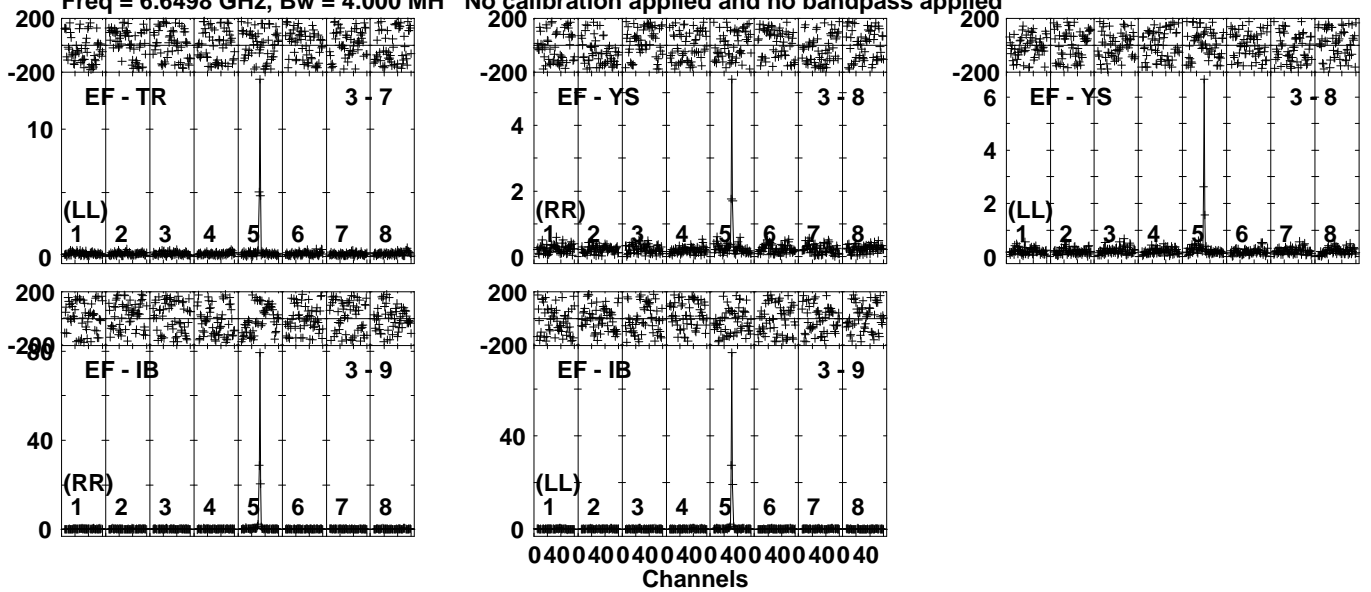 Freq = 6.6498 GHz, Bw = 4.000 MH No calibration applied and no bandpass applied
200 200 200
-200 -200 -200
EF - TR 3 - 7 EF - YS 3 - 8 EF - YS 3 - 8
10 4 6
4
2 2
(LL) (RR) (LL)
1 2 3 4 5 6 7 8 1 2 3 4 5 6 7 8 1 2 3 4 5 6 7 8
0 0 0
200 200
-200 -200
80
EF - IB 3 - 9 EF - IB 3 - 9
40 40
(RR) (LL)
1 2 3 4 5 6 7 8 1 2 3 4 5 6 7 8
0 0
0 40 0 40 0 40 0 40 0 40 0 40 0 40 0 40
Channels